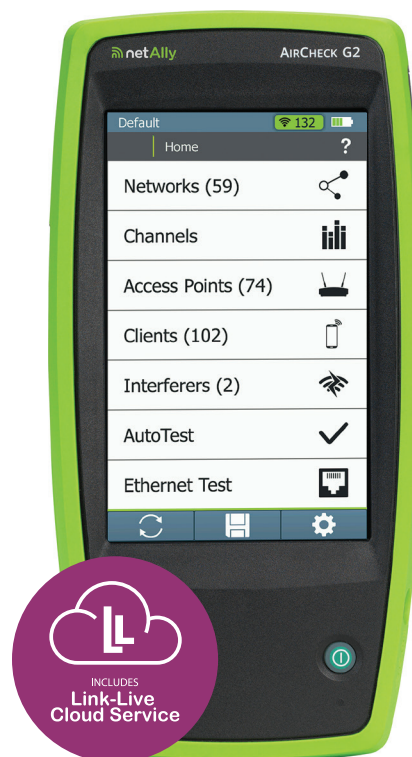 netAlly
AirCheck G2
Default
132
Home
?
Networks (59)
Channels
Access Points (74)
Clients (102)
Interferers (2)
AutoTest
Ethernet Test
LL
INCLUDES
Link-Live
Cloud Service